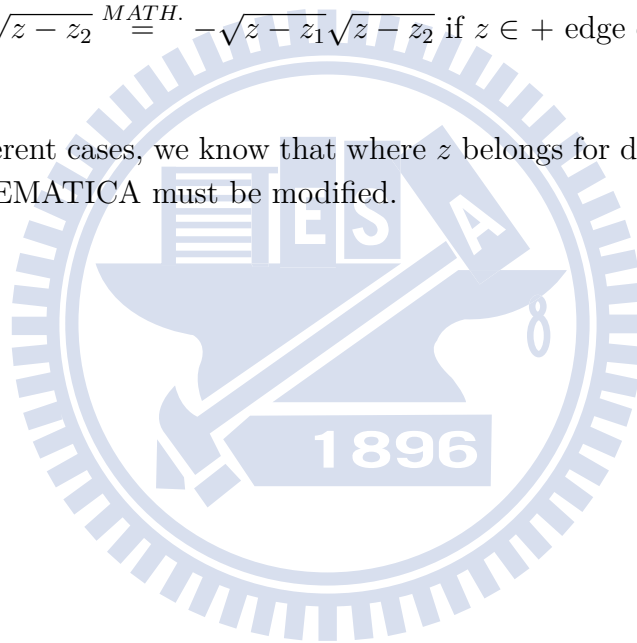 √z − z₂ MATH. = −√z − z₁√z − z₂ if z ∈ + edge
erent cases, we know that where z belongs for d
EMATICA must be modified.
E S A
1896